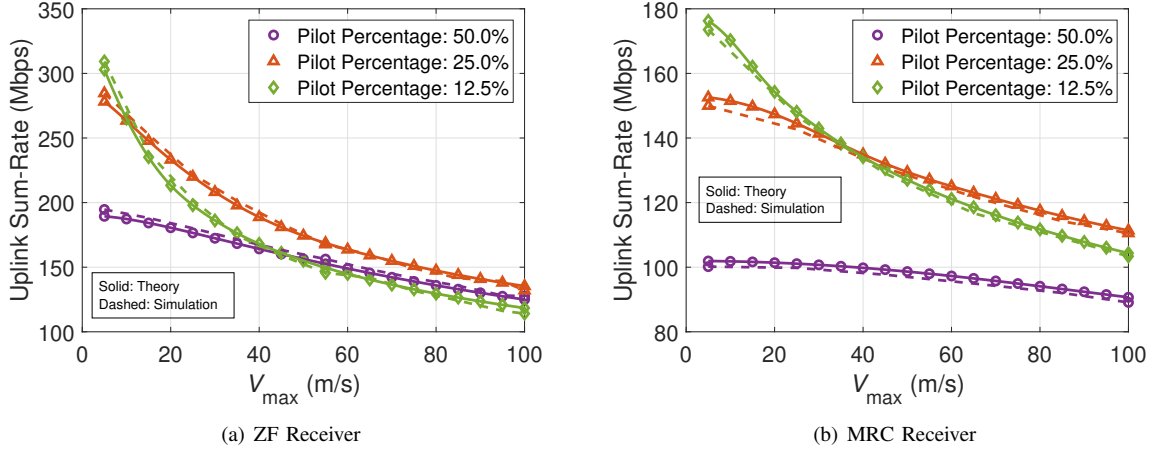 350
300
250
200
150
100
Uplink Sum-Rate (Mbps)
Pilot Percentage: 50.0%
Pilot Percentage: 25.0%
Pilot Percentage: 12.5%
Solid: Theory
Dashed: Simulation
0 20 40 60 80 100
V_max (m/s)
(a) ZF Receiver
180
160
140
120
100
80
Uplink Sum-Rate (Mbps)
Pilot Percentage: 50.0%
Pilot Percentage: 25.0%
Pilot Percentage: 12.5%
Solid: Theory
Dashed: Simulation
0 20 40 60 80 100
V_max (m/s)
(b) MRC Receiver